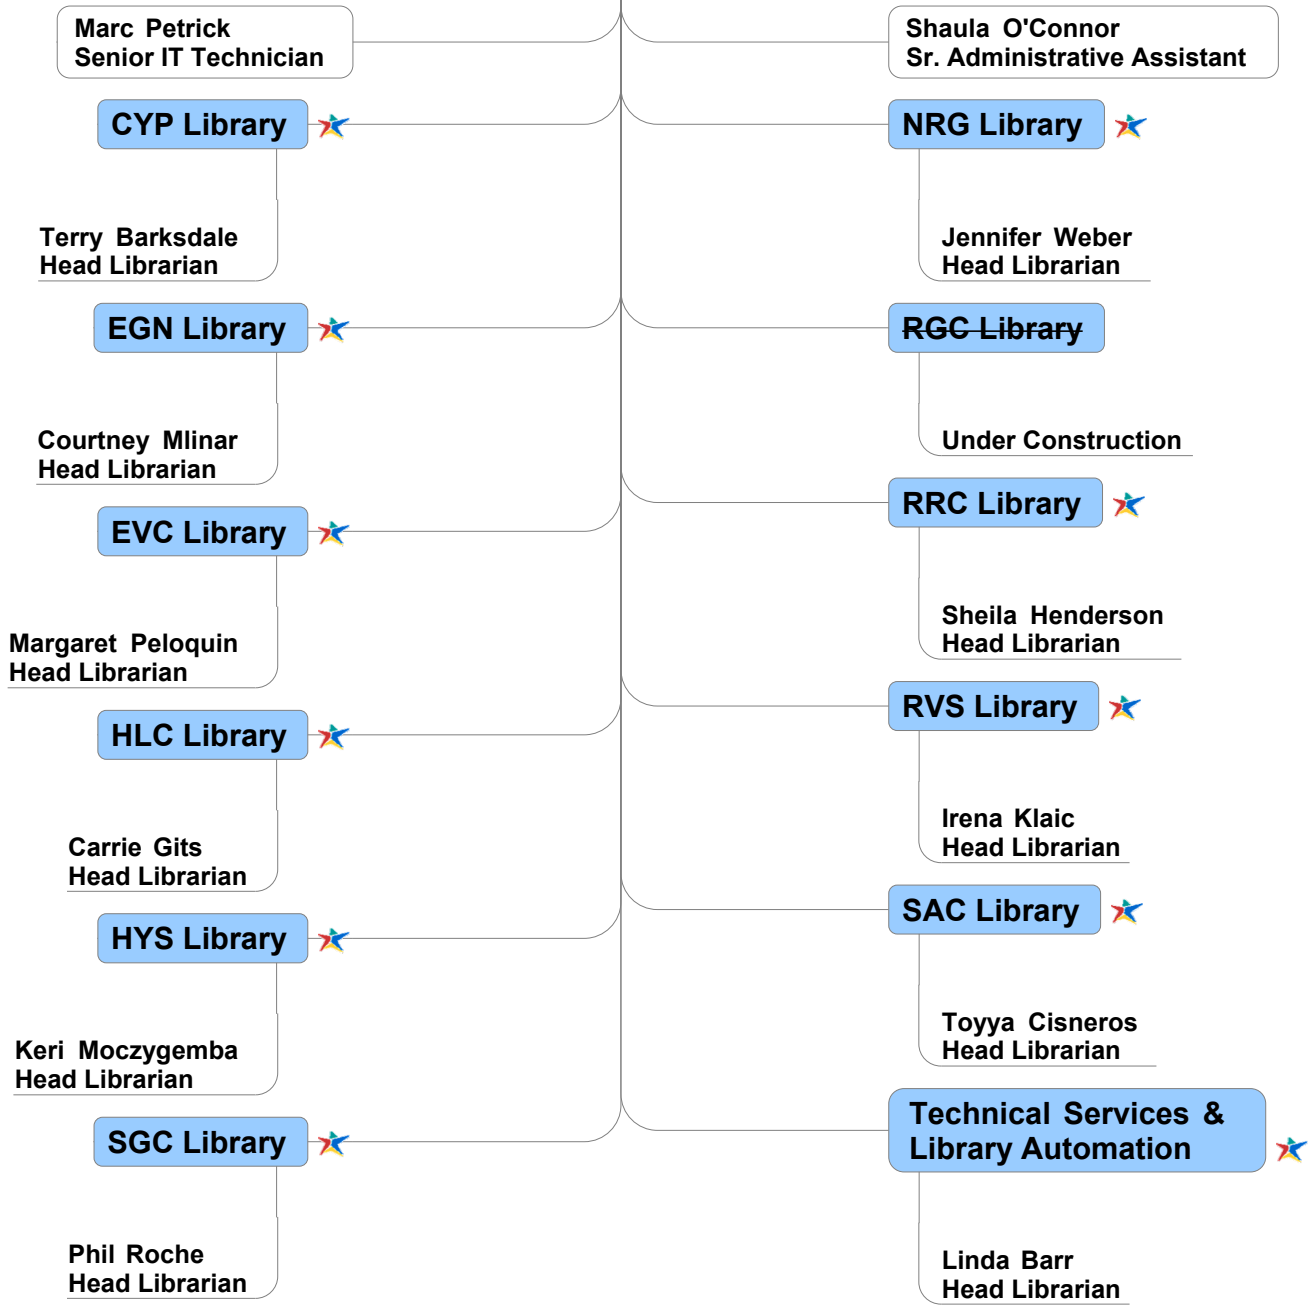 Marc Petrick
Senior IT Technician
Shaula O'Connor
Sr. Administrative Assistant
CYP Library
NRG Library
Terry Barksdale
Head Librarian
Jennifer Weber
Head Librarian
EGN Library
RGC Library
Courtney Mlinar
Head Librarian
Under Construction
EVC Library
RRC Library
Margaret Peloquin
Head Librarian
Sheila Henderson
Head Librarian
HLC Library
RVS Library
Carrie Gits
Head Librarian
Irena Klaic
Head Librarian
HYS Library
SAC Library
Keri Moczygemba
Head Librarian
Toyya Cisneros
Head Librarian
SGC Library
Technical Services &
Library Automation
Phil Roche
Head Librarian
Linda Barr
Head Librarian